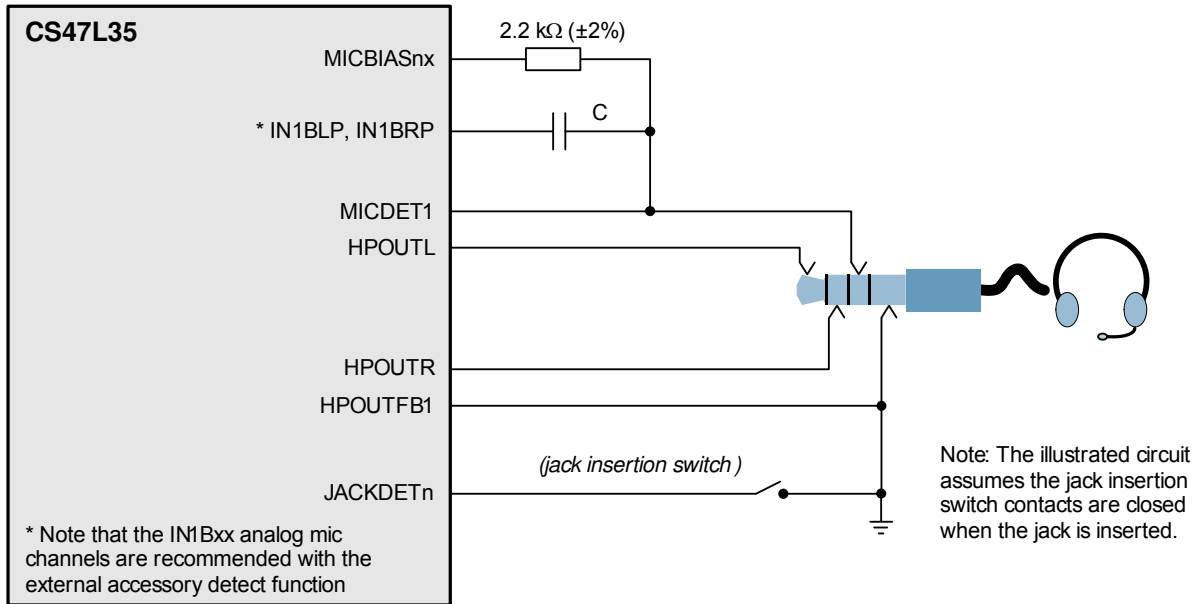 CS47L35
2.2 kΩ (±2%)
MICBIASnx
C
* IN1BLP, IN1BRP
MICDET1
HPOUTL
HPOUTR
HPOUTFB1
(jack insertion switch )
JACKDETn
Note: The illustrated circuit
assumes the jack insertion
switch contacts are closed
when the jack is inserted.
* Note that the IN1Bxx analog mic
channels are recommended with the
external accessory detect function